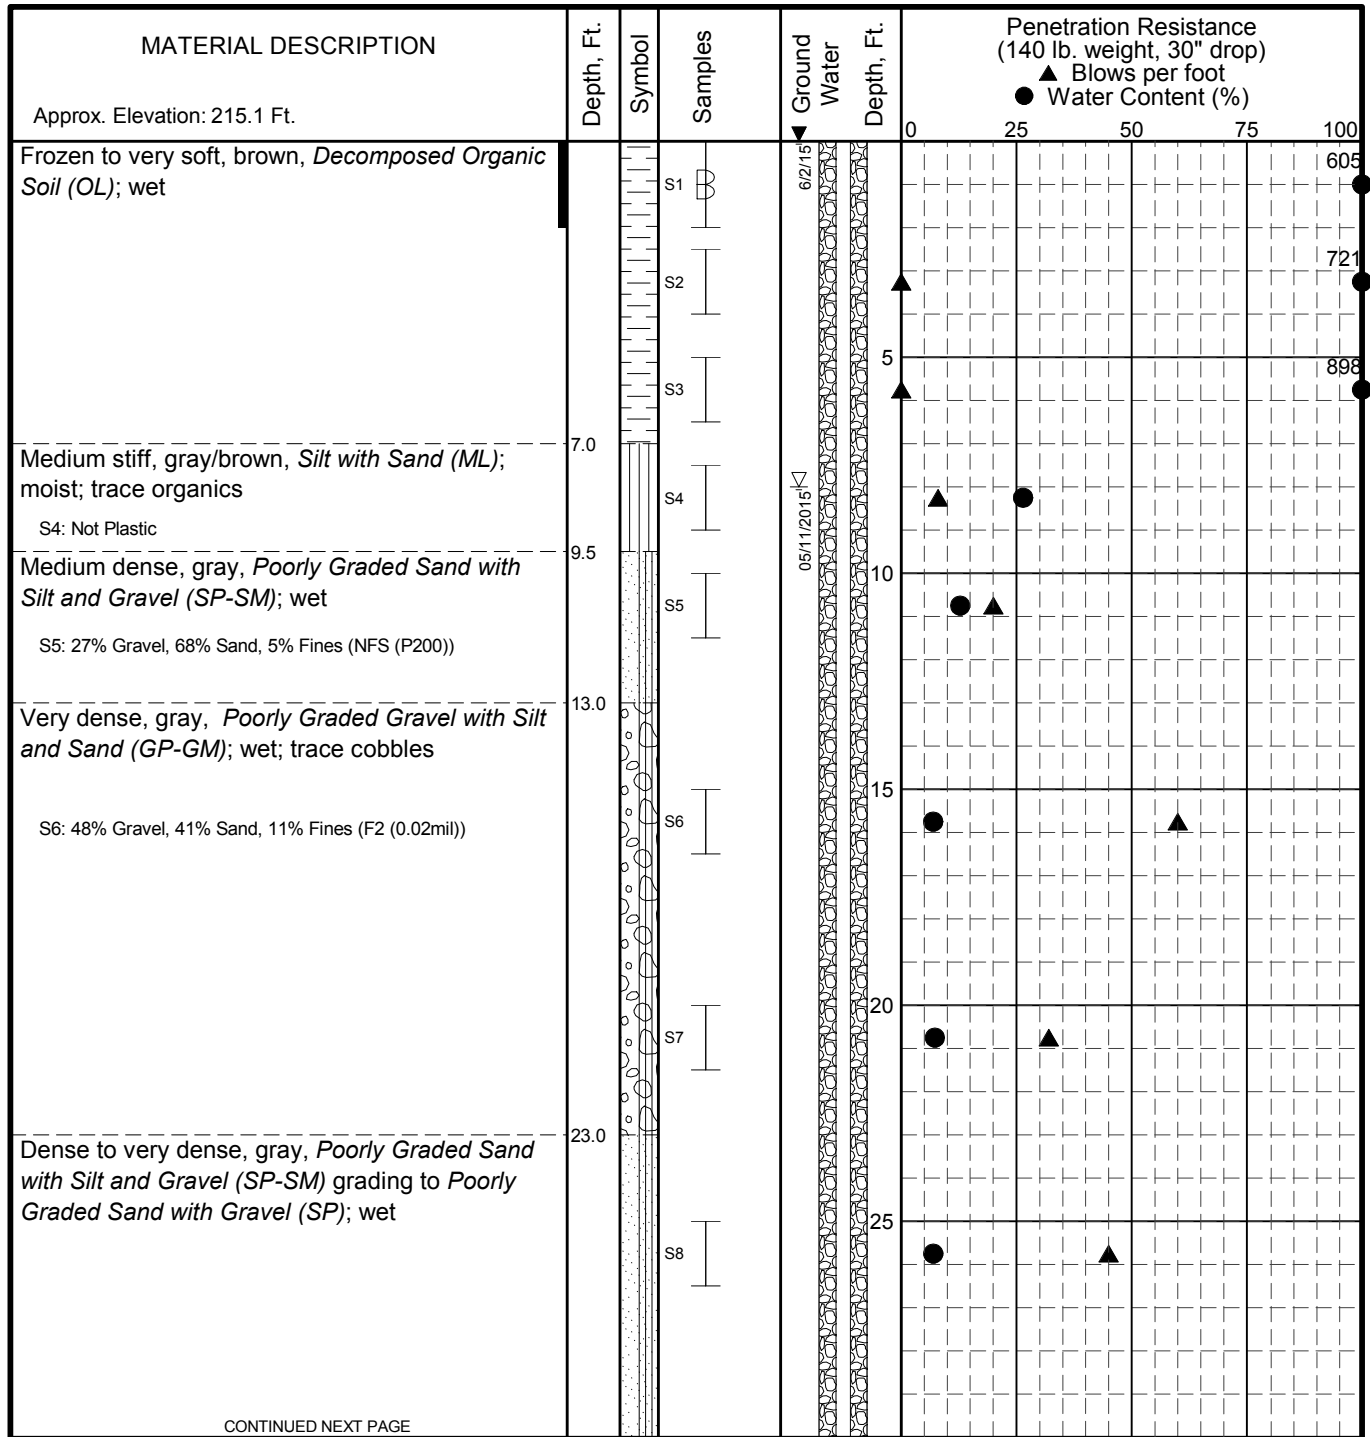 MATERIAL DESCRIPTION
Approx. Elevation: 215.1 Ft.
Depth, Ft.
Symbol
Samples
Ground
Water
Depth, Ft.
Penetration Resistance
(140 lb. weight, 30" drop)
▲ Blows per foot
● Water Content (%)
0 25 50 75 100
Frozen to very soft, brown, Decomposed Organic
Soil (OL); wet
S1
6/2/15
605
S2
721
S3
5
898
7.0
Medium stiff, gray/brown, Silt with Sand (ML);
moist; trace organics
S4: Not Plastic
S4
05/11/2015
9.5
Medium dense, gray, Poorly Graded Sand with
Silt and Gravel (SP-SM); wet
S5: 27% Gravel, 68% Sand, 5% Fines (NFS (P200))
S5
10
13.0
Very dense, gray, Poorly Graded Gravel with Silt
and Sand (GP-GM); wet; trace cobbles
S6: 48% Gravel, 41% Sand, 11% Fines (F2 (0.02mil))
S6
15
S7
20
23.0
Dense to very dense, gray, Poorly Graded Sand
with Silt and Gravel (SP-SM) grading to Poorly
Graded Sand with Gravel (SP); wet
S8
25
CONTINUED NEXT PAGE